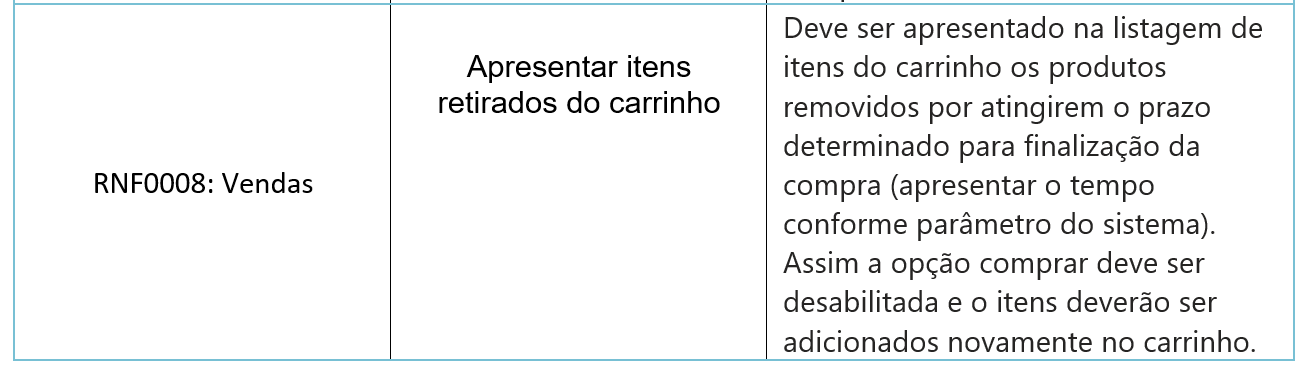 RNF0008: Vendas
Apresentar itens
retirados do carrinho
Deve ser apresentado na listagem de
itens do carrinho os produtos
removidos por atingirem o prazo
determinado para finalização da
compra (apresentar o tempo
conforme parâmetro do sistema).
Assim a opção comprar deve ser
desabilitada e o itens deverão ser
adicionados novamente no carrinho.